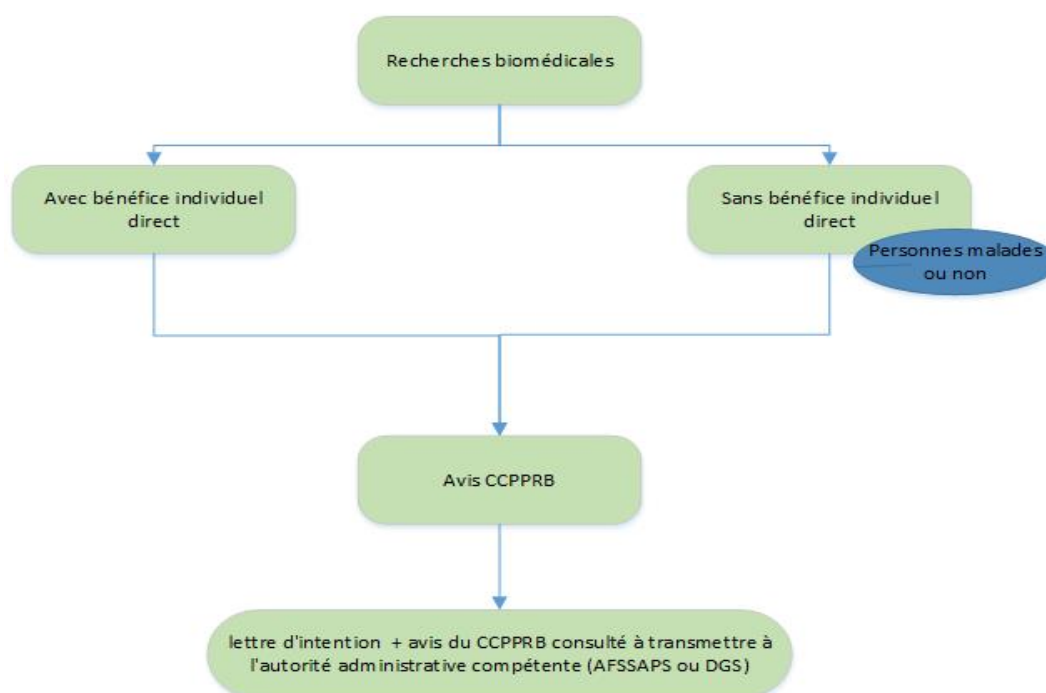 Recherches biomédicales
Avec bénéfice individuel
direct
Sans bénéfice individuel
direct
Personnes malades
ou non
Avis CCPPRB
lettre d'intention + avis du CCPPRB consulté à transmettre à
l'autorité administrative compétente (AFSSAPS ou DGS)